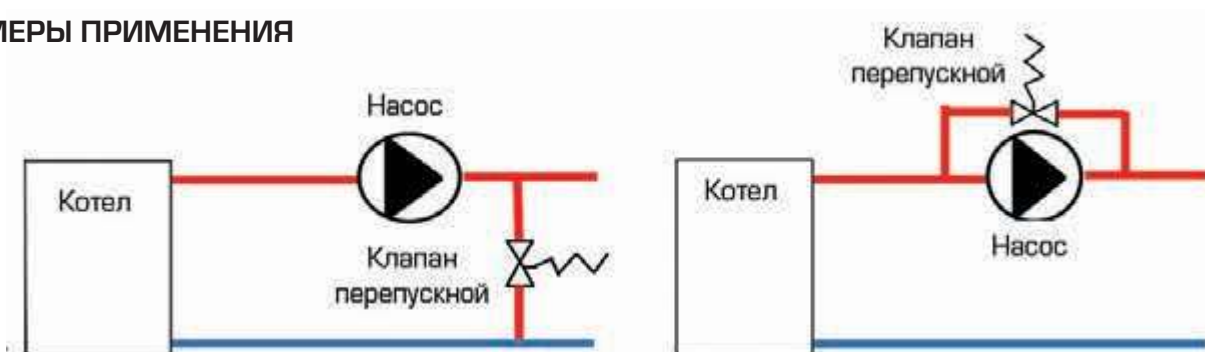 МЕРЫ ПРИМЕНЕНИЯ
Насос
Котел
Клапан
перепускной
Клапан
перепускной
Котел
Насос